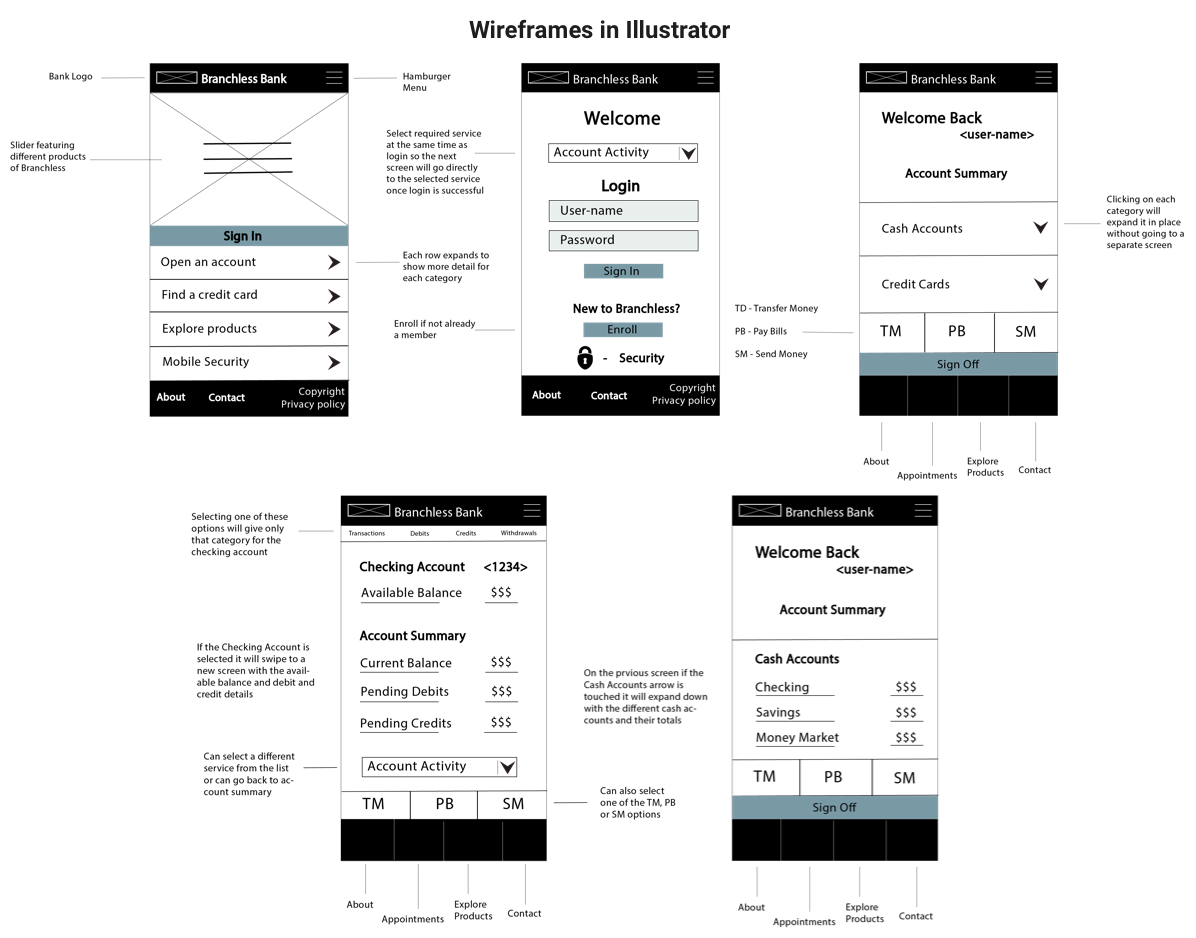 Wireframes in Illustrator
Bank Logo
Branchless Bank
Hamburger
Menu
Slider featuring
different products
of Branchless
Sign In
Open an account
Find a credit card
Explore products
Mobile Security
Each row expands to
show more detail for
each category
About
Contact
Copyright
Privacy policy
Branchless Bank
Welcome
Select required service
at the same time as
login so the next
screen will go directly
to the selected service
once login is successful
Account Activity
Login
User-name
Password
Sign In
New to Branchless?
Enroll if not already
a member
Enroll
- Security
About
Contact
Copyright
Privacy policy
Branchless Bank
Welcome Back
<user-name>
Account Summary
Cash Accounts
Clicking on each
category will
expand it in place
without going to a
separate screen
Credit Cards
TD - Transfer Money
PB - Pay Bills
SM - Send Money
TM
PB
SM
Sign Off
About
Appointments
Explore
Products
Contact
Selecting one of these
options will give only
that category for the
checking account
Branchless Bank
Transactions
Debits
Credits
Withdrawals
Checking Account <1234>
Available Balance $$$
Account Summary
If the Checking Account is
selected it will swipe to a
new screen with the avail-
able balance and debit and
credit details
Current Balance $$$
Pending Debits $$$
Pending Credits $$$
Can select a different
service from the list
or can go back to ac-
count summary
Account Activity
TM
PB
SM
Can also select
one of the TM, PB
or SM options
About
Appointments
Explore
Products
Contact
Branchless Bank
Welcome Back
<user-name>
Account Summary
On the prvious screen if the
Cash Accounts arrow is
touched it will expand down
with the different cash ac-
counts and their totals
Cash Accounts
Checking $$$
Savings $$$
Money Market $$$
TM
PB
SM
Sign Off
About
Appointments
Explore
Products
Contact